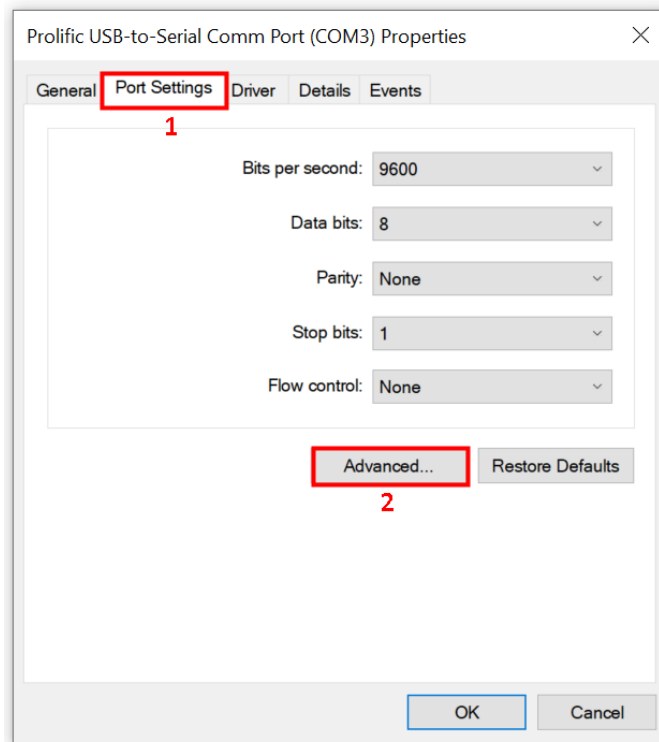 Prolific USB-to-Serial Comm Port (COM3) Properties
General Port Settings Driver Details Events
1
Bits per second: 9600
Data bits: 8
Parity: None
Stop bits: 1
Flow control: None
Advanced... Restore Defaults
2
OK Cancel